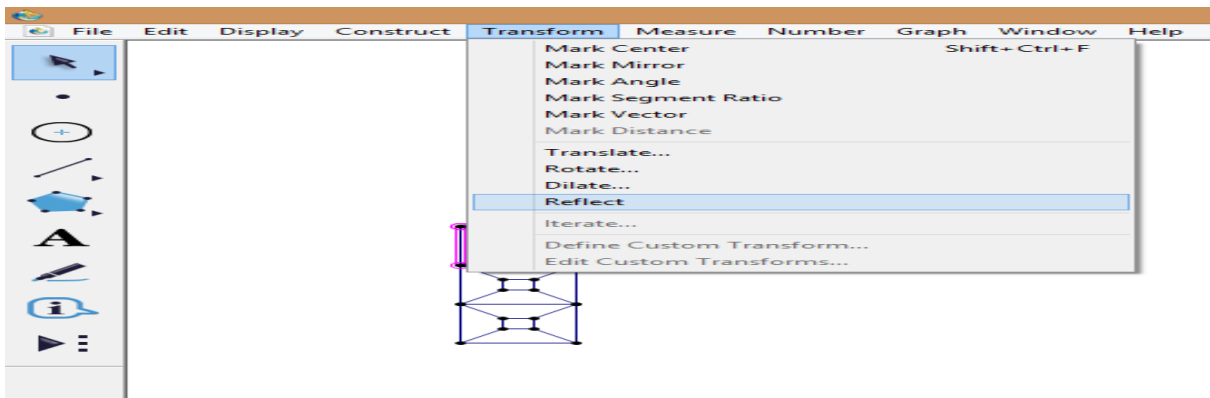 File Edit Display Construct Transform Measure Number Graph Window Help
Mark Center Shift+Ctrl+F
Mark Mirror
Mark Angle
Mark Segment Ratio
Mark Vector
Mark Distance
Translate...
Rotate...
Dilate...
Reflect
Iterate...
Define Custom Transform...
Edit Custom Transforms...
A
i